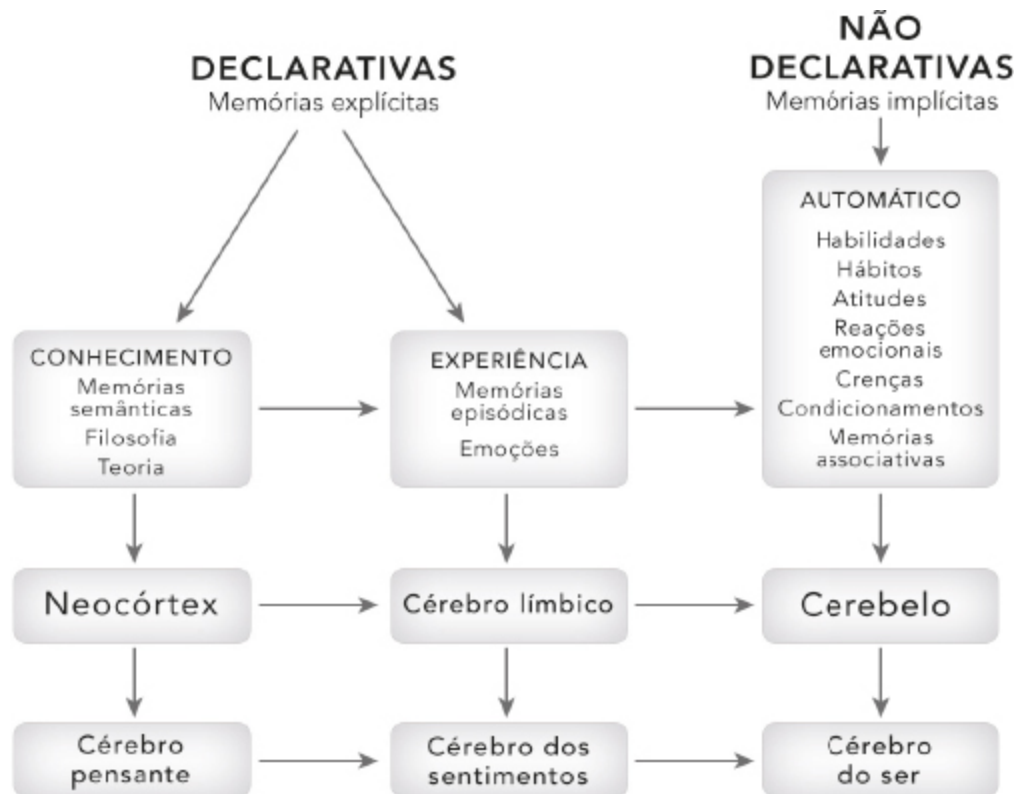 DECLARATIVAS
Memórias explícitas
NÃO
DECLARATIVAS
Memórias implícitas
CONHECIMENTO
Memórias
semânticas
Filosofia
Teoria
EXPERIÊNCIA
Memórias
episódicas
Emoções
AUTOMÁTICO
Habilidades
Hábitos
Atitudes
Reações
emocionais
Crenças
Condicionamentos
Memórias
associativas
Neocórtex
Cérebro límbico
Cerebelo
Cérebro
pensante
Cérebro dos
sentimentos
Cérebro
do ser